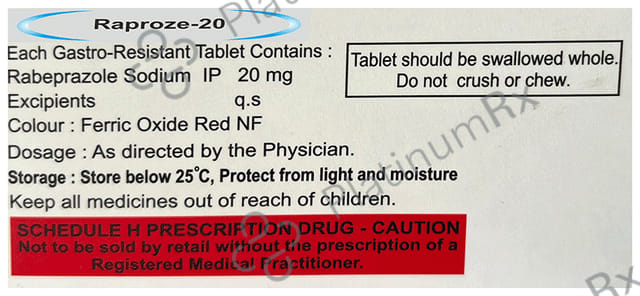 Raproze-20
Each Gastro-Resistant Tablet Contains :
Rabeprazole Sodium IP 20 mg
Excipients q.s
Colour : Ferric Oxide Red NF
Dosage : As directed by the Physician.
Storage : Store below 25°C, Protect from light and moisture
Keep all medicines out of reach of children.
Tablet should be swallowed whole.
Do not crush or chew.
SCHEDULE H PRESCRIPTION DRUG - CAUTION
Not to be sold by retail without the prescription of a
Registered Medical Practitioner.
PlatinumRx